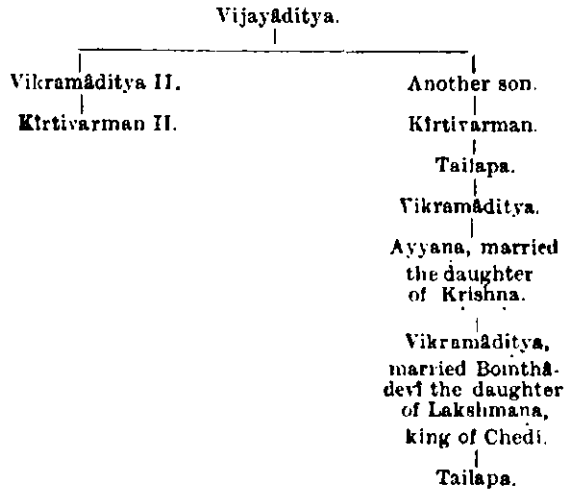 Vijayâditya.
Vikramâditya II.
Kîrtivarman II.
Another son.
Kîrtivarman.
Tailapa.
Vikramâditya.
Ayyana, married
the daughter
of Krishna.
Vikramâditya,
married Bomthâ-
devî the daughter
of Lakshmana,
king of Chedi.
Tailapa.